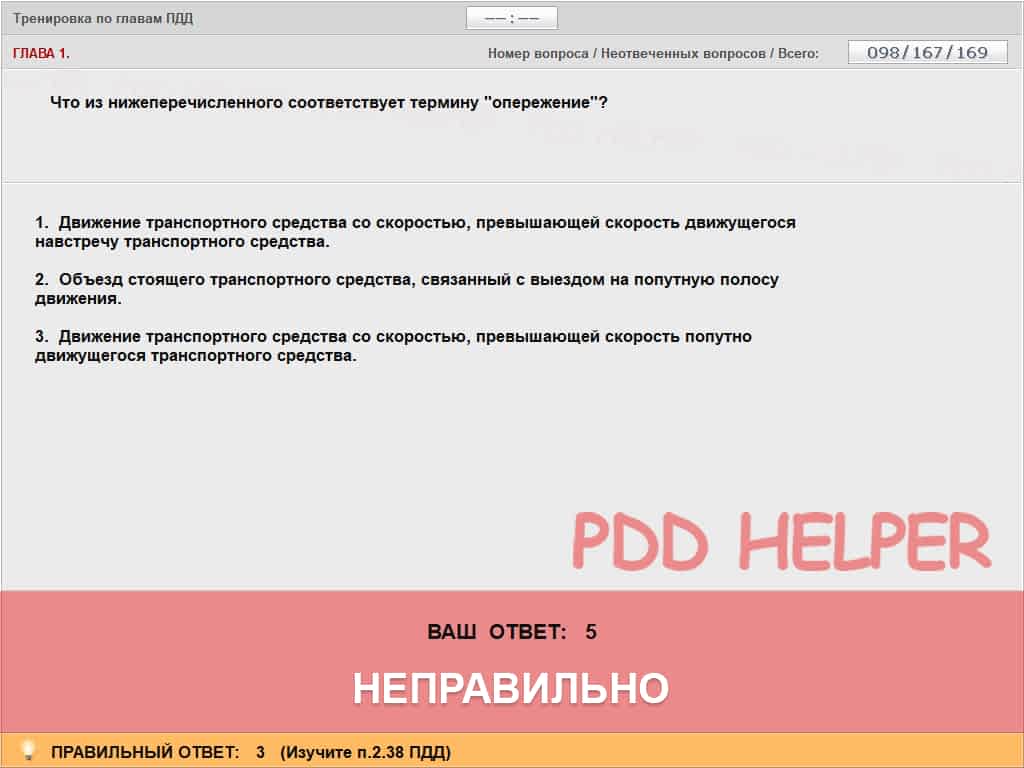 Тренировка по главам ПДД
–– : ––
ГЛАВА 1.
Номер вопроса / Неотвеченных вопросов / Всего:
098/167/169
Что из нижеперечисленного соответствует термину "опережение"?
1. Движение транспортного средства со скоростью, превышающей скорость движущегося
навстречу транспортного средства.
2. Объезд стоящего транспортного средства, связанный с выездом на попутную полосу
движения.
3. Движение транспортного средства со скоростью, превышающей скорость попутно
движущегося транспортного средства.
PDD HELPER
ВАШ ОТВЕТ: 5
НЕПРАВИЛЬНО
ПРАВИЛЬНЫЙ ОТВЕТ: 3 (Изучите п.2.38 ПДД)